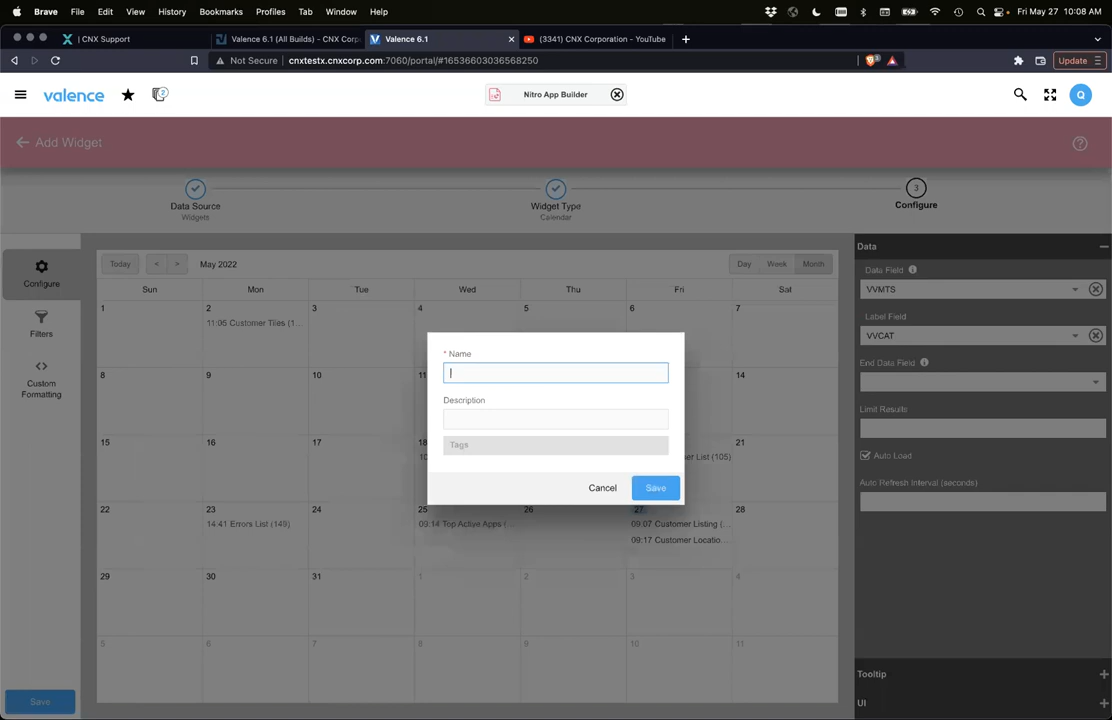 Brave File Edit View History Bookmarks Profiles Tab Window Help Fri May 27 10:08 AM
| CNX Support Valence 6.1 (All Builds) - CNX Corp Valence 6.1 (3341) CNX Corporation - YouTube
Not Secure | cnxtestx.cnxcorp.com:7060/portal/#16536603036568250 Update
valence 2 Nitro App Builder Q
Add Widget
3
Data Source Widget Type Configure
Widgets Calendar
Data
Configure
Filters
Custom
Formatting
Today < > May 2022 Day Week Month
Sun Mon Tue Wed Thu Fri Sat
1 2 3 4 5 6 7
11:05 Customer Tiles (1...
8 9 10 11 14
15 16 17 18 21
22 23 24 25 26 27 28
14:41 Errors List (149) 09:14 Top Active Apps (... 09:07 Customer Listing (...
09:17 Customer Locatio...
29 30 31 1 2 3 4
5 6 7 8 9 10 11
* Name
Description
Tags
Cancel Save
Data Field
VVMTS
Label Field
VVCAT
End Data Field
Limit Results
Auto Load
Auto Refresh Interval (seconds)
Tooltip
UI
Save